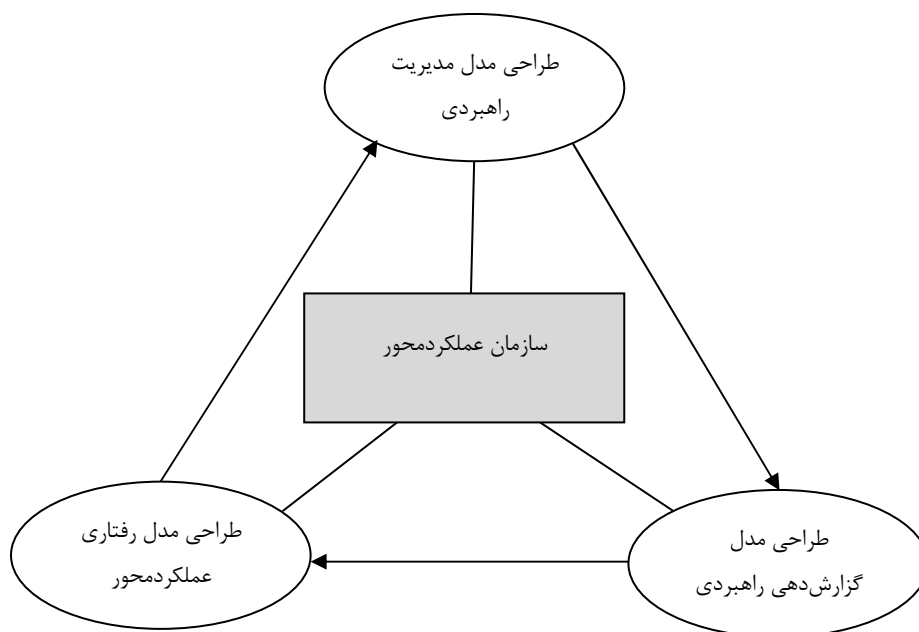 طراحی مدل مدیریت
راهبردی
سازمان عملکردمحور
طراحی مدل رفتاری
عملکردمحور
طراحی مدل
گزارش‌دهی راهبردی